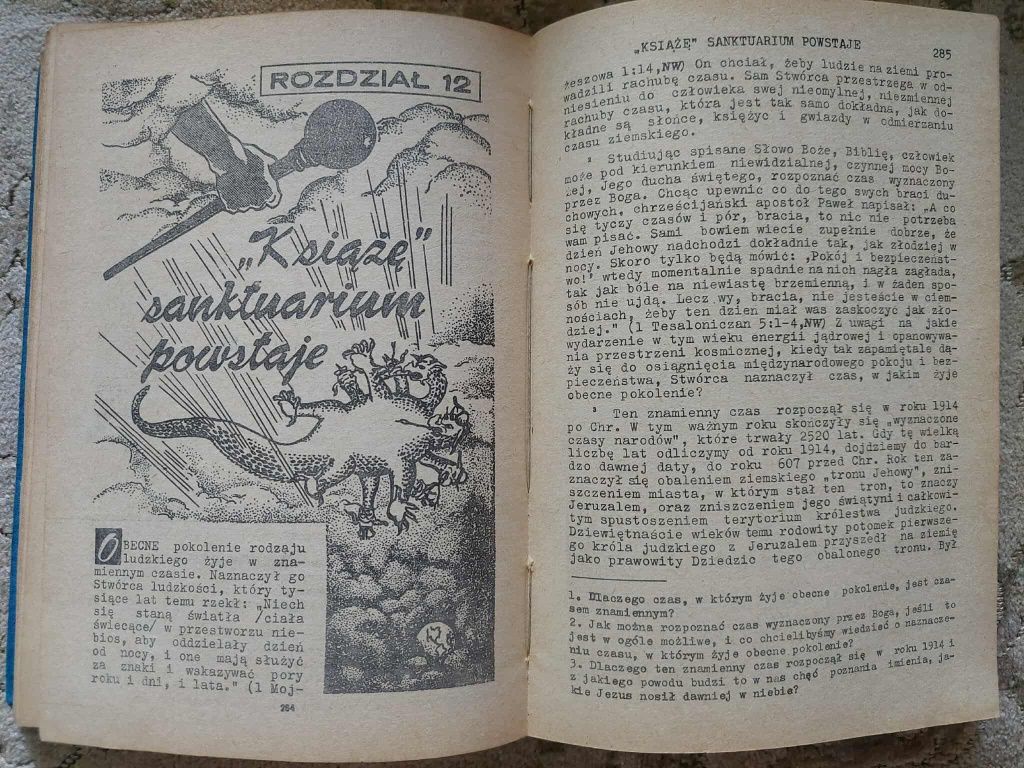 ROZDZIAŁ 12
„Książę”
sanktuarium
powstaje
OBECNE pokolenie rodzaju
ludzkiego żyje w zna-
miennym czasie. Naznaczył go
Stwórca ludzkości, który ty-
siące lat temu rzekł: „Niech
się staną światła /ciała
świecące/ w przestworzu nie-
bios, aby oddzielały dzień
od nocy, i one mają służyć
za znaki i wskazywać pory
roku i dni, i lata." (1 Moj-
284
„KSIĄŻĘ” SANKTUARIUM POWSTAJE 285
żeszowa 1:14,NW) On chciał, żeby ludzie na ziemi pro-
wadzili rachubę czasu. Sam Stwórca przestrzega w od-
niesieniu do człowieka swej nieomylnej, niezmiennej
rachuby czasu, która jest tak samo dokładna, jak do-
kładne są słońce, księżyc i gwiazdy w odmierzaniu
czasu ziemskiego.
² Studiując spisane Słowo Boże, Biblię, człowiek
może pod kierunkiem niewidzialnej, czynnej mocy Bo-
żej, Jego ducha świętego, rozpoznać czas wyznaczony
przez Boga. Chcąc upewnić co do tego swych braci du-
chowych, chrześcijański apostoł Paweł napisał: „A co
się tyczy czasów i pór, bracia, to nic nie potrzeba
wam pisać. Sami bowiem wiecie zupełnie dobrze, że
dzień Jehowy nadchodzi dokładnie tak, jak złodziej w
nocy. Skoro tylko będą mówić: ‚Pokój i bezpieczeńst-
wo!’ wtedy momentalnie spadnie na nich nagła zagłada,
tak jak bóle na niewiastę brzemienną, i w żaden spo-
sób nie ujdą. Lecz wy, bracia, nie jesteście w ciem-
nościach, żeby ten dzień miał was zaskoczyć jak zło-
dziej." (1 Tesaloniczan 5:1-4,NW) Z uwagi na jakie
wydarzenie w tym wieku energii jądrowej i opanowywa-
nia przestrzeni kosmicznej, kiedy tak zapamiętale dą-
ży się do osiągnięcia międzynarodowego pokoju i bez-
pieczeństwa, Stwórca naznaczył czas, w jakim żyje
obecne pokolenie?
³ Ten znamienny czas rozpoczął się w roku 1914
po Chr. W tym ważnym roku skończyły się „wyznaczone
czasy narodów", które trwały 2520 lat. Gdy tę wielką
liczbę lat odliczymy od roku 1914, dojdziemy do bar-
dzo dawnej daty, do roku 607 przed Chr. Rok ten za-
znaczył się obaleniem ziemskiego „tronu Jehowy", zni-
szczeniem miasta, w którym stał ten tron, to znaczy
Jeruzalem, oraz zniszczeniem jego świątyni i całkowi-
tym spustoszeniem terytorium królestwa judzkiego.
Dziewiętnaście wieków temu rodowity potomek pierwsze-
go króla judzkiego z Jeruzalem przyszedł na ziemię
jako prawowity Dziedzic tego obalonego tronu. Był
1. Dlaczego czas, w którym żyje obecne pokolenie, jest cza-
sem znamiennym?
2. Jak można rozpoznać czas wyznaczony przez Boga, jeśli to
jest w ogóle możliwe, i co chcielibyśmy wiedzieć o naznacze-
niu czasu, w którym żyje obecne pokolenie?
3. Dlaczego ten znamienny czas rozpoczął się w roku 1914 i
z jakiego powodu budzi to w nas chęć poznania imienia, ja-
kie Jezus nosił dawniej w niebie?